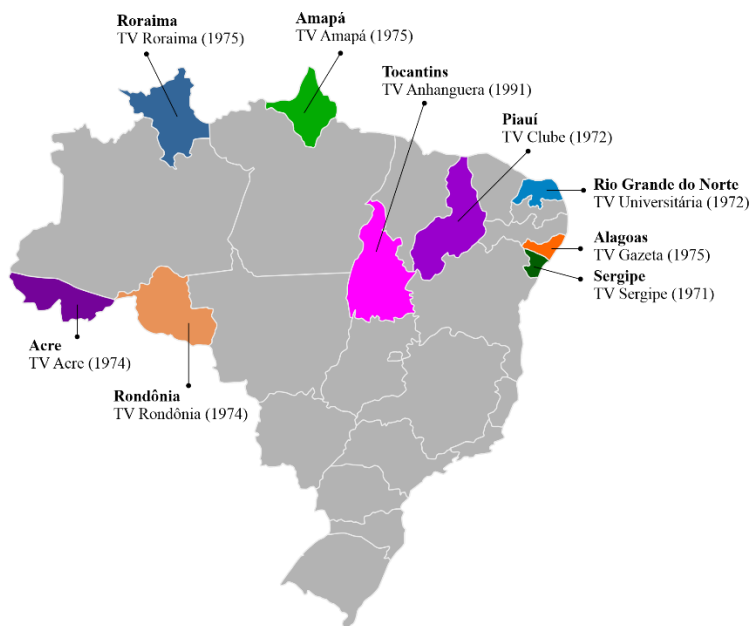 Roraima
TV Roraima (1975)
Amapá
TV Amapá (1975)
Tocantins
TV Anhanguera (1991)
Piauí
TV Clube (1972)
Rio Grande do Norte
TV Universitária (1972)
Alagoas
TV Gazeta (1975)
Sergipe
TV Sergipe (1971)
Acre
TV Acre (1974)
Rondônia
TV Rondônia (1974)